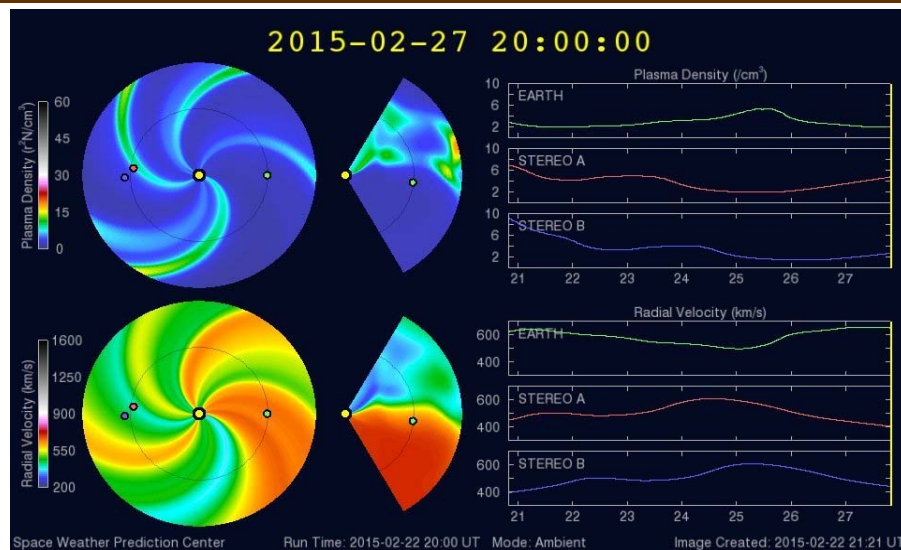 2015-02-27 20:00:00
Plasma Density (r²N/cm³)
60
45
30
15
0
Plasma Density (/cm³)
10
6
2
EARTH
10
6
2
STEREO A
10
6
2
STEREO B
21 22 23 24 25 26 27
Radial Velocity (km/s)
1600
1250
900
550
200
Radial Velocity (km/s)
600
400
EARTH
600
400
STEREO A
600
400
STEREO B
21 22 23 24 25 26 27
Space Weather Prediction Center Run Time: 2015-02-22 20:00 UT Mode: Ambient Image Created: 2015-02-22 21:21 UT